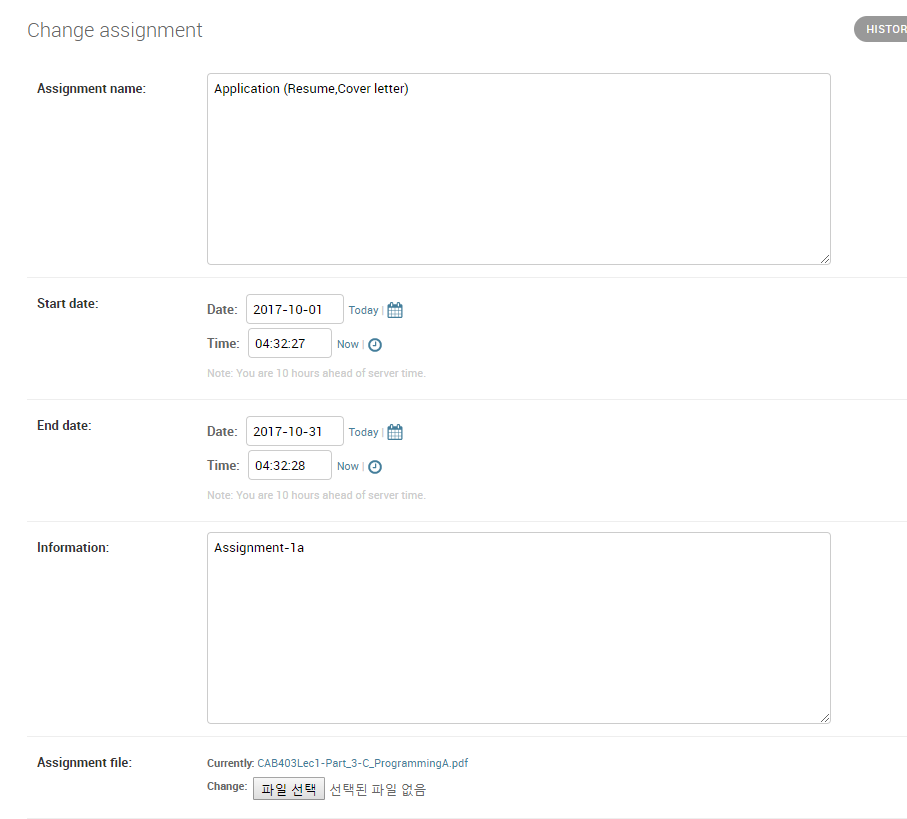 Change assignment
HISTOR
Assignment name:
Application (Resume,Cover letter)
Start date:
Date: 2017-10-01 Today |
Time: 04:32:27 Now |
Note: You are 10 hours ahead of server time.
End date:
Date: 2017-10-31 Today |
Time: 04:32:28 Now |
Note: You are 10 hours ahead of server time.
Information:
Assignment-1a
Assignment file:
Currently: CAB403Lec1-Part_3-C_ProgrammingA.pdf
Change: 파일 선택 선택된 파일 없음